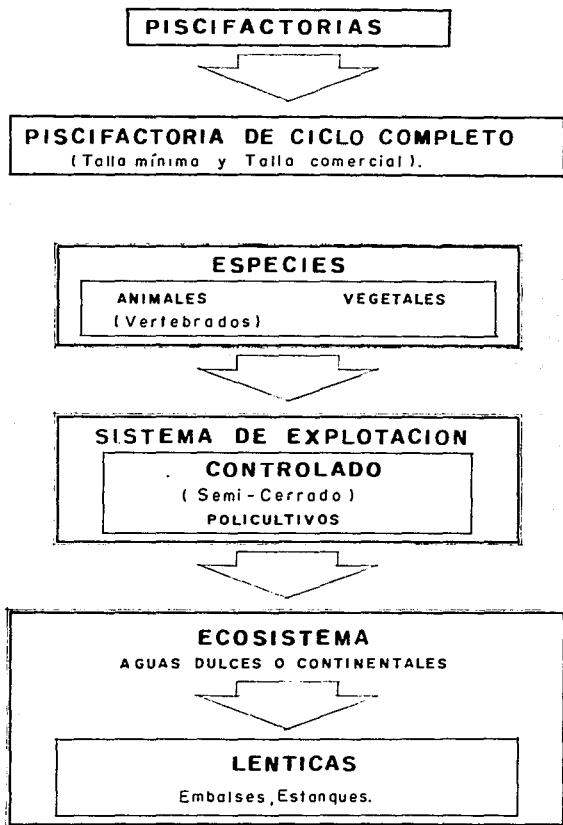 PISCIFACTORIAS
PISCIFACTORIA DE CICLO COMPLETO
(Talla mínima y Talla comercial).
ESPECIES
ANIMALES VEGETALES
(Vertebrados)
SISTEMA DE EXPLOTACION
CONTROLADO
(Semi-Cerrado)
POLICULTIVOS
ECOSISTEMA
AGUAS DULCES O CONTINENTALES
LENTICAS
Embalses, Estanques.